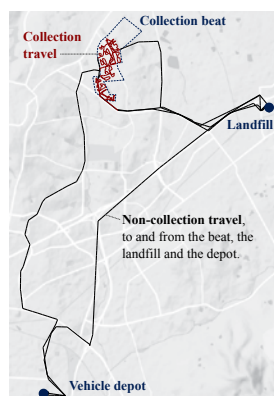 Collection beat
Collection
travel
Landfill
Non-collection travel,
to and from the beat, the
landfill and the depot.
Vehicle depot